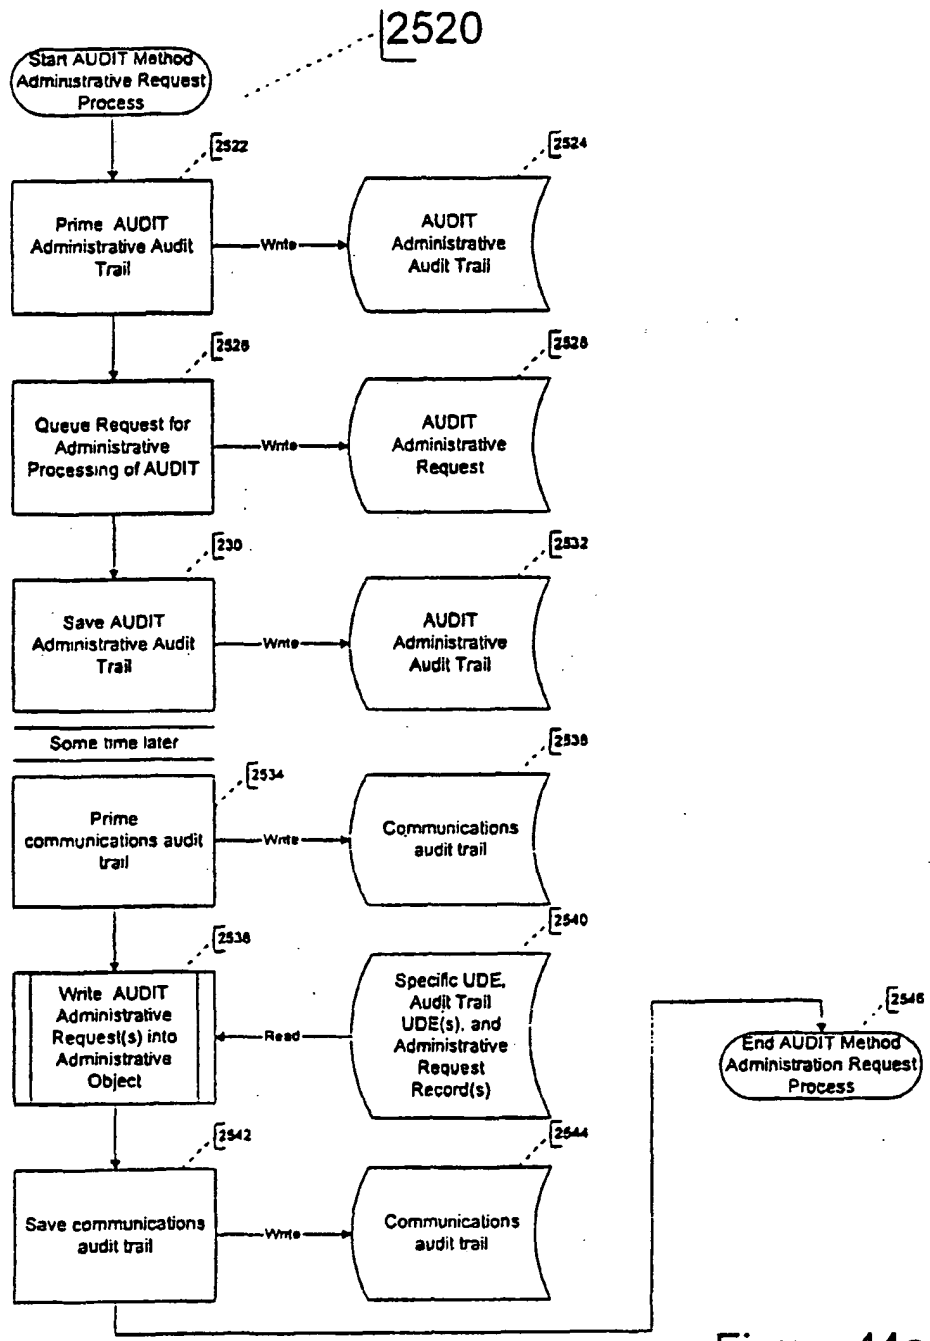 2520
Start AUDIT Method
Administrative Request
Process
2522
2524
Prime AUDIT
Administrative Audit
Trail
Write
AUDIT
Administrative
Audit Trail
2526
2528
Queue Request for
Administrative
Processing of AUDIT
Write
AUDIT
Administrative
Request
230
2532
Save AUDIT
Administrative Audit
Trail
Write
AUDIT
Administrative
Audit Trail
Some time later
2534
2536
Prime
communications audit
trail
Write
Communications
audit trail
2538
2540
Write AUDIT
Administrative
Request(s) into
Administrative
Object
Read
Specific UDE,
Audit Trail
UDE(s), and
Administrative
Request
Record(s)
2546
End AUDIT Method
Administration Request
Process
2542
2544
Save communications
audit trail
Write
Communications
audit trail